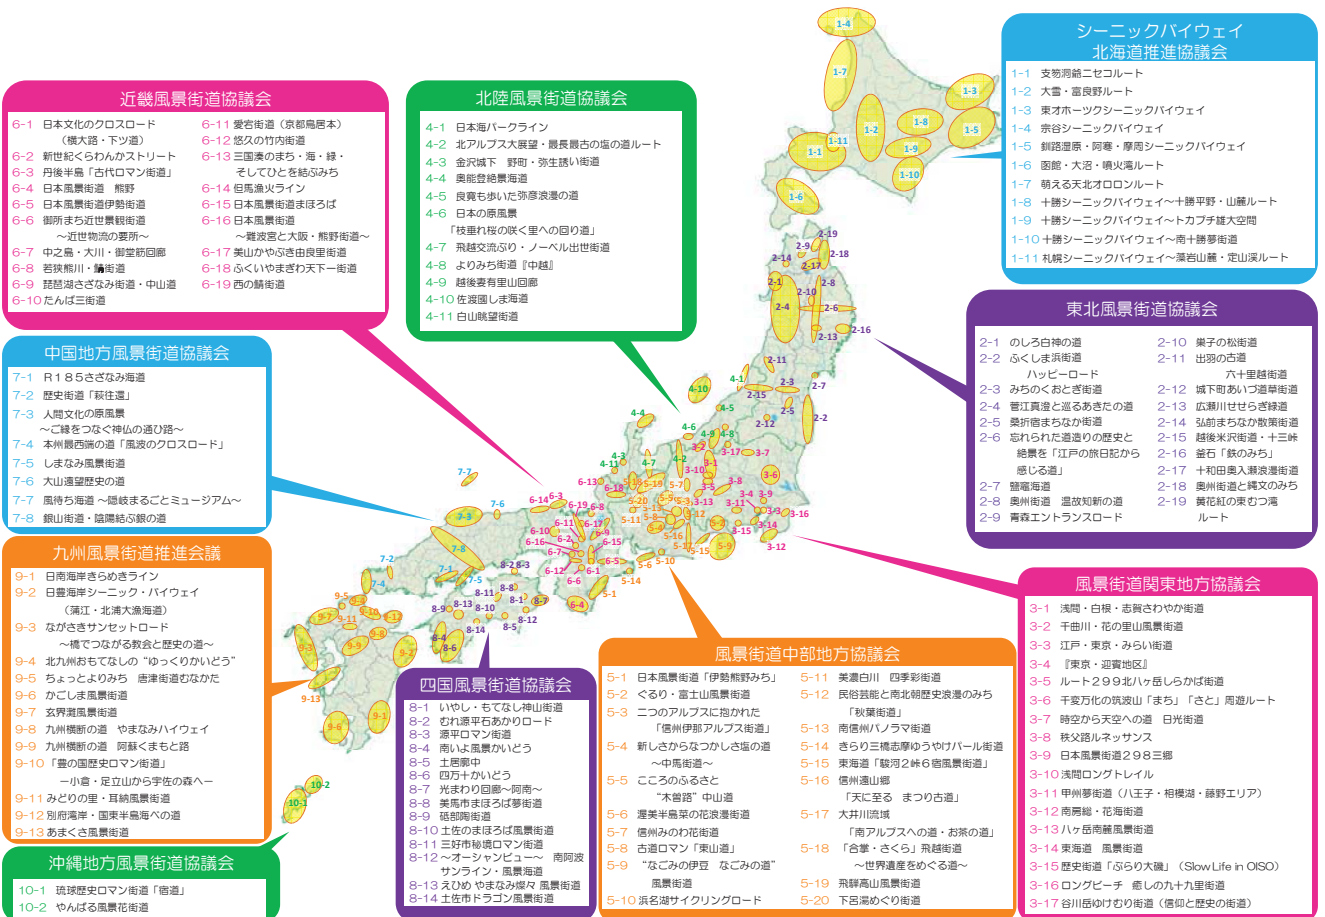 シーニックバイウェイ
北海道推進協議会
1-1 支笏洞爺ニセコルート
1-2 大雪・富良野ルート
1-3 東オホーツクシーニックバイウェイ
1-4 宗谷シーニックバイウェイ
1-5 釧路湿原・阿寒・摩周シーニックバイウェイ
1-6 函館・大沼・噴火湾ルート
1-7 萌える天北オロロンルート
1-8 十勝シーニックバイウェイ～十勝平野・山麓ルート
1-9 十勝シーニックバイウェイ～トカプチ雄大空間
1-10 十勝シーニックバイウェイ～南十勝夢街道
1-11 札幌シーニックバイウェイ～藻岩山麓・定山渓ルート
近畿風景街道協議会
6-1 日本文化のクロスロード
（横大路・下ツ道）
6-2 新世紀くらわんかストリート
6-3 丹後半島「古代ロマン街道」
6-4 日本風景街道 熊野
6-5 日本風景街道伊勢街道
6-6 御所まち近世景観街道
～近世物流の要所～
6-7 中之島・大川・御堂筋回廊
6-8 若狭熊川・鯖街道
6-9 琵琶湖さざなみ街道・中山道
6-10 たんば三街道
6-11 愛宕街道（京都鳥居本）
6-12 悠久の竹内街道
6-13 三国湊のまち・海・緑・
そしてひとを結ぶみち
6-14 但馬漁火ライン
6-15 日本風景街道まほろば
6-16 日本風景街道
～難波宮と大阪・熊野街道～
6-17 美山かやぶき由良里街道
6-18 ふくいやまぎわ天下一街道
6-19 西の鯖街道
北陸風景街道協議会
4-1 日本海パークライン
4-2 北アルプス大展望・最長最古の塩の道ルート
4-3 金沢城下 野町・弥生誘い街道
4-4 奥能登絶景海道
4-5 良寛も歩いた弥彦浪漫の道
4-6 日本の原風景
「枝垂れ桜の咲く里への回り道」
4-7 飛越交流ぶり・ノーベル出世街道
4-8 よりみち街道『中越』
4-9 越後妻有里山回廊
4-10 佐渡國しま海道
4-11 白山眺望街道
東北風景街道協議会
2-1 のしろ白神の道
2-2 ふくしま浜街道
ハッピーロード
2-3 みちのくおとぎ街道
2-4 菅江真澄と巡るあきたの道
2-5 桑折宿まちなか街道
2-6 忘れられた道造りの歴史と
絶景を「江戸の旅日記から
感じる道」
2-7 鹽竈海道
2-8 奥州街道 温故知新の道
2-9 青森エントランスロード
2-10 巣子の松街道
2-11 出羽の古道
六十里越街道
2-12 城下町あいづ道草街道
2-13 広瀬川せせらぎ緑道
2-14 弘前まちなか散策街道
2-15 越後米沢街道・十三峠
2-16 釜石「鉄のみち」
2-17 十和田奥入瀬浪漫街道
2-18 奥州街道と縄文のみち
2-19 菜花紅の東むつ湾
ルート
中国地方風景街道協議会
7-1 R185さざなみ海道
7-2 歴史街道「萩往還」
7-3 人間文化の原風景
～ご縁をつなぐ神仏の通ひ路～
7-4 本州最西端の道「風波のクロスロード」
7-5 しまなみ風景街道
7-6 大山遠望歴史の道
7-7 風待ち海道 ～隠岐まるごとミュージアム～
7-8 銀山街道・陰陽結ぶ銀の道
九州風景街道推進会議
9-1 日南海岸きらめきライン
9-2 日豊海岸シーニック・バイウェイ
（蒲江・北浦大漁海道）
9-3 ながさきサンセットロード
～橋でつながる教会と歴史の道～
9-4 北九州おもてなしの“ゆっくりかいどう”
9-5 ちょっとよりみち 唐津街道むなかた
9-6 かごしま風景街道
9-7 玄界灘風景街道
9-8 九州横断の道 やまなみハイウェイ
9-9 九州横断の道 阿蘇くまもと路
9-10 「豊の国歴史ロマン街道」
－小倉・足立山から宇佐の森へ－
9-11 みどりの里・耳納風景街道
9-12 別府湾岸・国東半島海べの道
9-13 あまくさ風景街道
沖縄地方風景街道協議会
10-1 琉球歴史ロマン街道「宿道」
10-2 やんばる風景花街道
四国風景街道協議会
8-1 いやし・もてなし神山街道
8-2 むれ源平石あかりロード
8-3 源平ロマン街道
8-4 南いよ風景かいどう
8-5 土居廓中
8-6 四万十かいどう
8-7 光まわり回廊～阿南～
8-8 美馬市まほろば夢街道
8-9 砥部陶街道
8-10 土佐のまほろば風景街道
8-11 三好市秘境ロマン街道
8-12 ～オーシャンビュー～ 南阿波
サンライン・風景海道
8-13 えひめ やまなみ燦々 風景街道
8-14 土佐市ドラゴン風景街道
風景街道中部地方協議会
5-1 日本風景街道「伊勢熊野みち」
5-2 ぐるり・富士山風景街道
5-3 二つのアルプスに抱かれた
「信州伊那アルプス街道」
5-4 新しさからなつかしさ塩の道
～中馬街道～
5-5 こころのふるさと
“木曽路”中山道
5-6 渥美半島菜の花浪漫街道
5-7 信州みのわ花街道
5-8 古道ロマン「東山道」
5-9 “なごみの伊豆 なごみの道”
風景街道
5-10 浜名湖サイクリングロード
5-11 美濃白川 四季彩街道
5-12 民俗芸能と南北朝歴史浪漫のみち
「秋葉街道」
5-13 南信州パノラマ街道
5-14 きらり三橋志摩ゆうやけパール街道
5-15 東海道「駿河2峠6宿風景街道」
5-16 信州遠山郷
「天に至る まつり古道」
5-17 大井川流域
「南アルプスへの道・お茶の道」
5-18 「合掌・さくら」飛越街道
～世界遺産をめぐる道～
5-19 飛騨高山風景街道
5-20 下呂湯めぐり街道
風景街道関東地方協議会
3-1 浅間・白根・志賀さわやか街道
3-2 千曲川・花の里山風景街道
3-3 江戸・東京・みらい街道
3-4 『東京・迎賓地区』
3-5 ルート299北八ヶ岳しらかば街道
3-6 千変万化の筑波山「まち」「さと」周遊ルート
3-7 時空から天空への道 日光街道
3-8 秩父路ルネッサンス
3-9 日本風景街道298三郷
3-10 浅間ロングトレイル
3-11 甲州夢街道（八王子・相模湖・藤野エリア）
3-12 南房総・花海街道
3-13 八ヶ岳南麓風景街道
3-14 東海道 風景街道
3-15 歴史街道「ぶらり大磯」（Slow Life in OISO）
3-16 ロングビーチ 癒しの九十九里街道
3-17 谷川岳ゆけむり街道（信仰と歴史の街道）